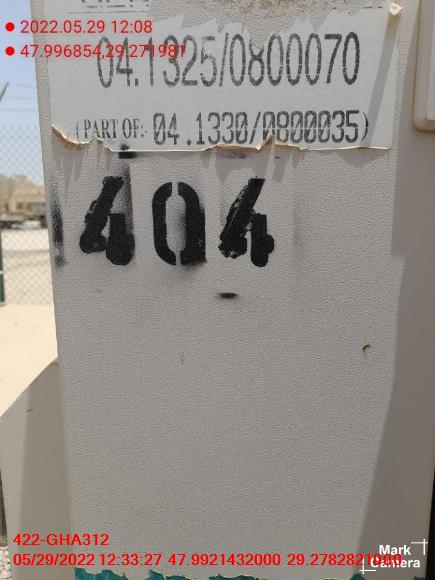 2022.05.29 12:08
47.996854,29.271981
04.1325/0800070
(PART OF:- 04.1330/0800035)
404
422-GHA312
05/29/2022 12:33:27 47.9921432000 29.2782821000
Mark
Camera